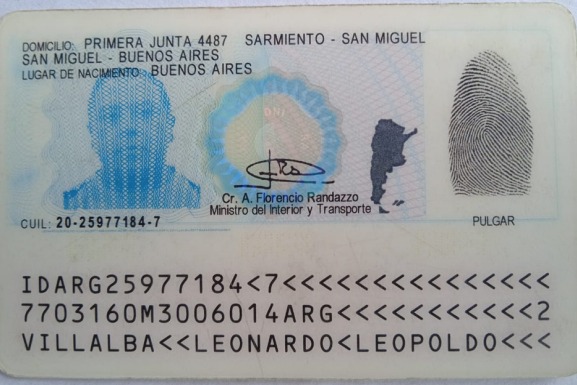 DOMICILIO: PRIMERA JUNTA 4487 SARMIENTO - SAN MIGUEL
SAN MIGUEL - BUENOS AIRES
LUGAR DE NACIMIENTO: BUENOS AIRES
DNI
Cr. A. Florencio Randazzo
Ministro del Interior y Transporte
CUIL: 20-25977184-7
PULGAR
IDARG25977184<7<<<<<<<<<<<<<<<
7703160M3006014ARG<<<<<<<<<<<2
VILLALBA<<LEONARDO<LEOPOLDO<<<